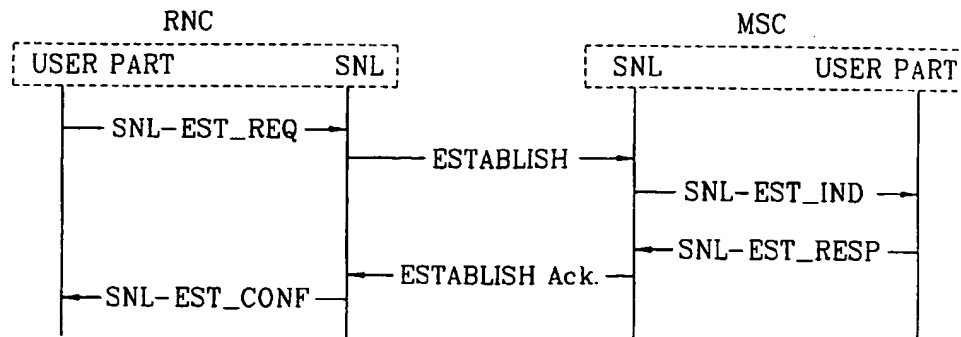 RNC
MSC
USER PART SNL
SNL USER PART
SNL-EST_REQ
ESTABLISH
SNL-EST_IND
SNL-EST_RESP
ESTABLISH Ack.
SNL-EST_CONF